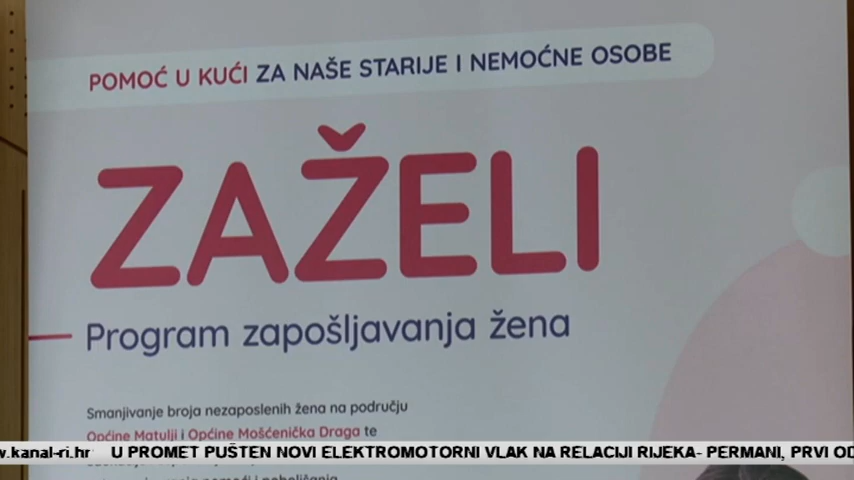 POMOĆ U KUĆI ZA NAŠE STARIJE I NEMOĆNE OSOBE
ZAŽELI
Program zapošljavanja žena
Smanjivanje broja nezaposlenih žena na području
Općine Matulji i Općine Mošćenička Draga te
w.kanal-ri.hr U PROMET PUŠTEN NOVI ELEKTROMOTORNI VLAK NA RELACIJI RIJEKA- PERMANI, PRVI OD